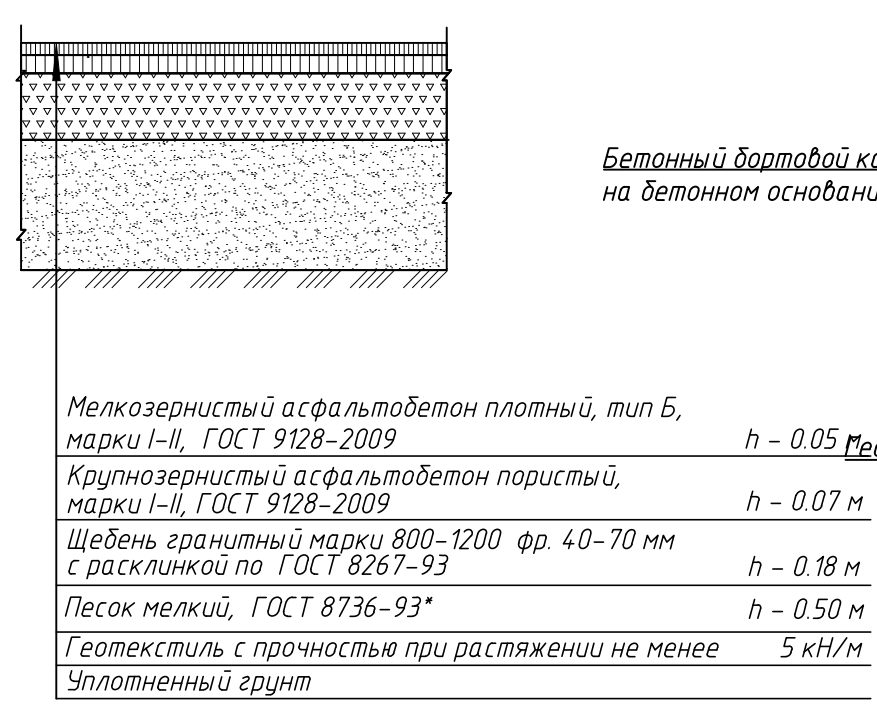 Бетонный бортовой
на бетонном
Мелкозернистый асфальтобетон плотный, тип Б,
марки I-II, ГОСТ 9128-2009 h - 0.05 м
Крупнозернистый асфальтобетон пористый,
марки I-II, ГОСТ 9128-2009 h - 0.07 м
Щебень гранитный марки 800-1200 фр. 40-70 мм
с расклинкой по ГОСТ 8267-93 h - 0.18 м
Песок мелкий, ГОСТ 8736-93* h - 0.50 м
Геотекстиль с прочностью при растяжении не менее 5 кН/м
Уплотненный грунт